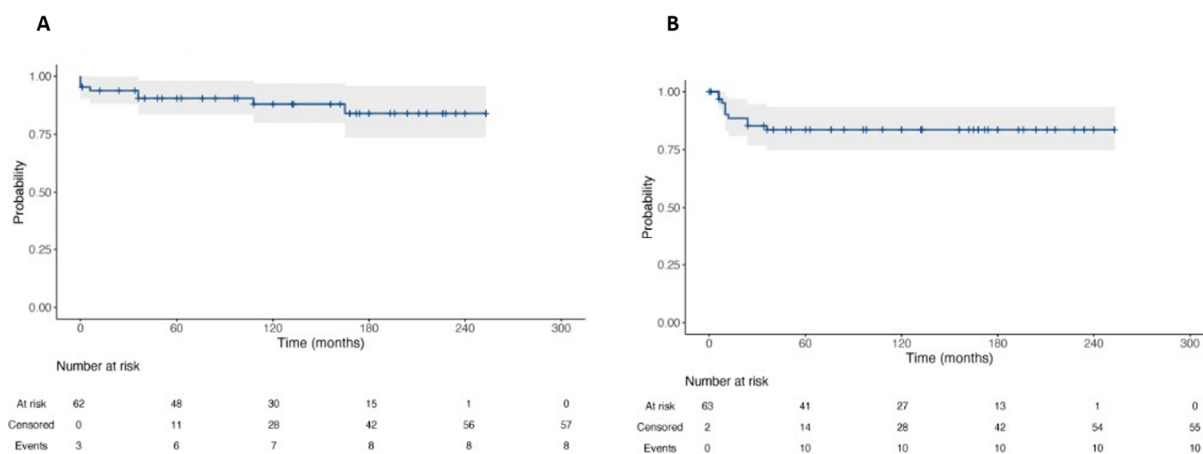 A
1.00
0.75
0.50
0.25
0.00
Probability
0 60 120 180 240 300
Time (months)
Number at risk
At risk 62 48 30 15 1 0
Censored 0 11 28 42 56 57
Events 3 6 7 8 8 8
B
1.00
0.75
0.50
0.25
0.00
Probability
0 60 120 180 240 300
Time (months)
Number at risk
At risk 63 41 27 13 1 0
Censored 2 14 28 42 54 55
Events 0 10 10 10 10 10